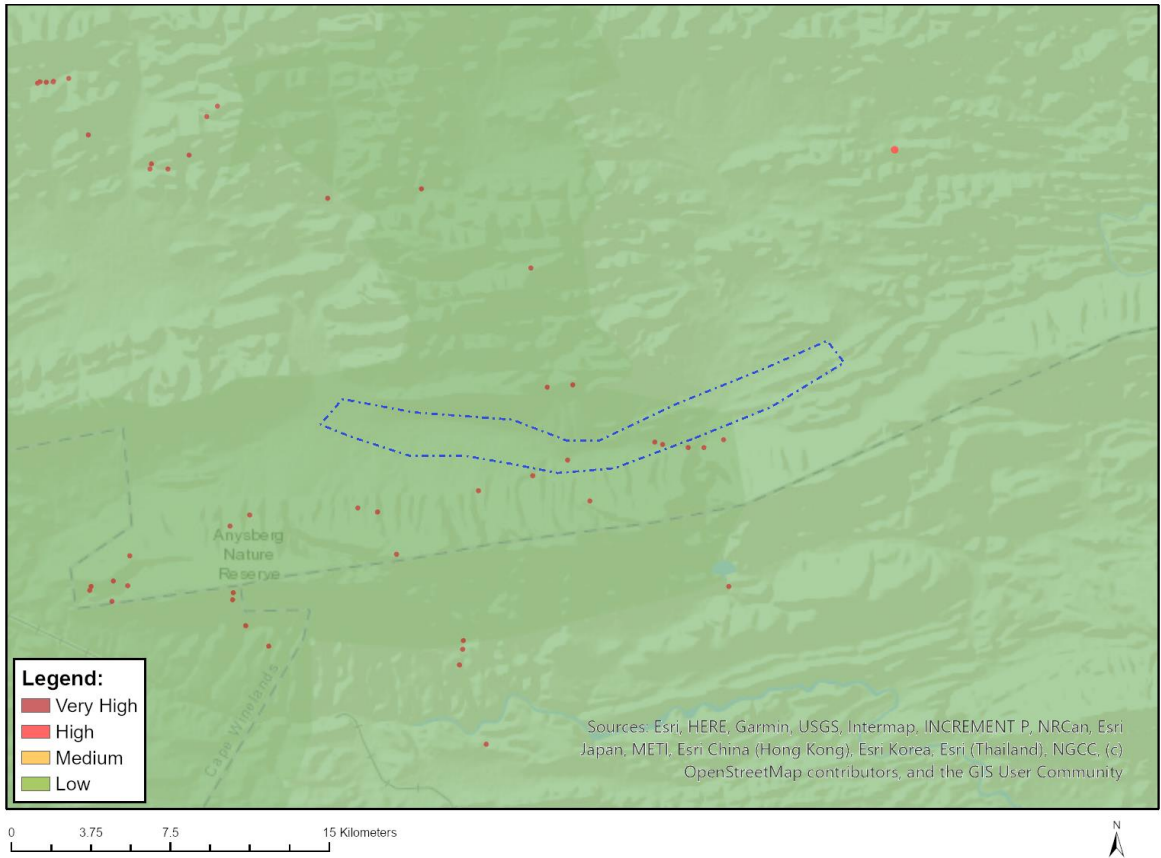 Anysberg
Nature
Reserve
Cape Winelands
Legend:
Very High
High
Medium
Low
Sources: Esri, HERE, Garmin, USGS, Intermap, INCREMENT P, NRCan, Esri
Japan, METI, Esri China (Hong Kong), Esri Korea, Esri (Thailand), NGCC, (c)
OpenStreetMap contributors, and the GIS User Community
0 3.75 7.5 15 Kilometers
N